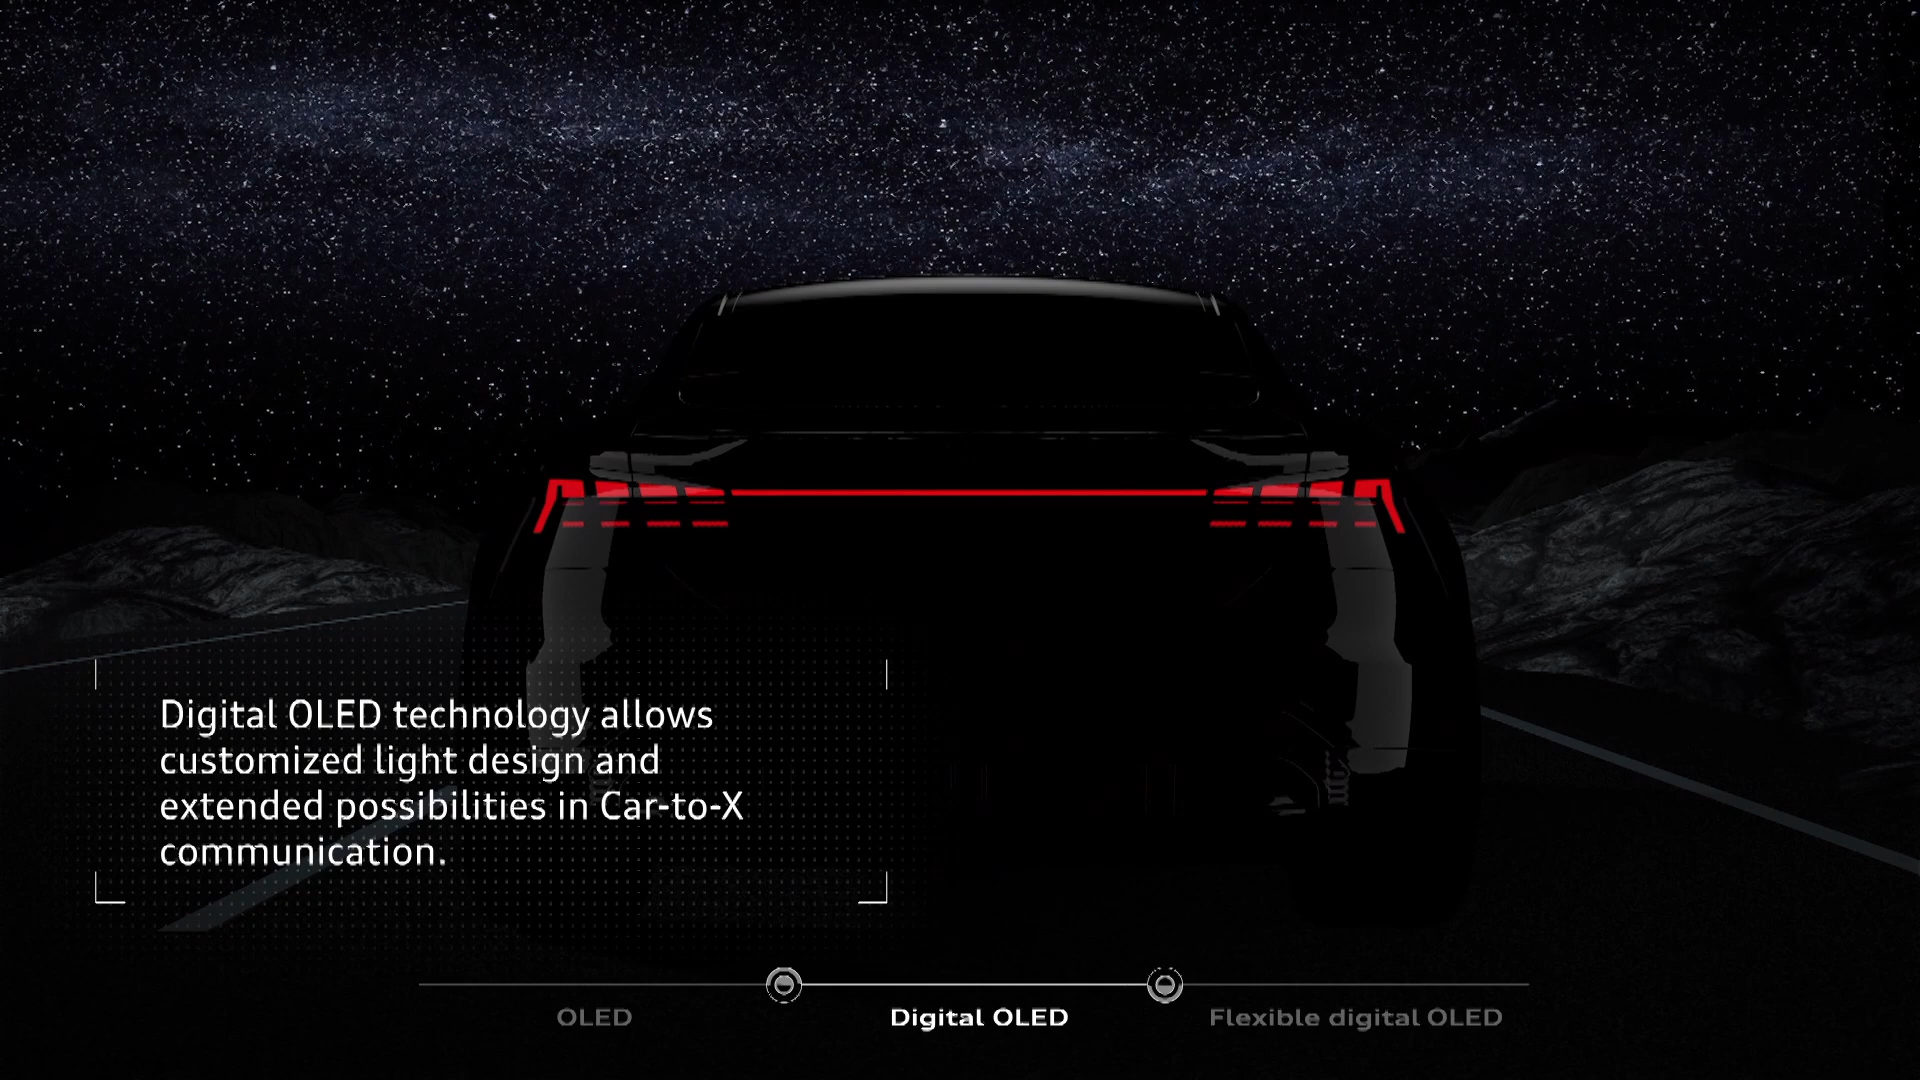 Digital OLED technology allows
customized light design and
extended possibilities in Car-to-X
communication.
OLED
Digital OLED
Flexible digital OLED